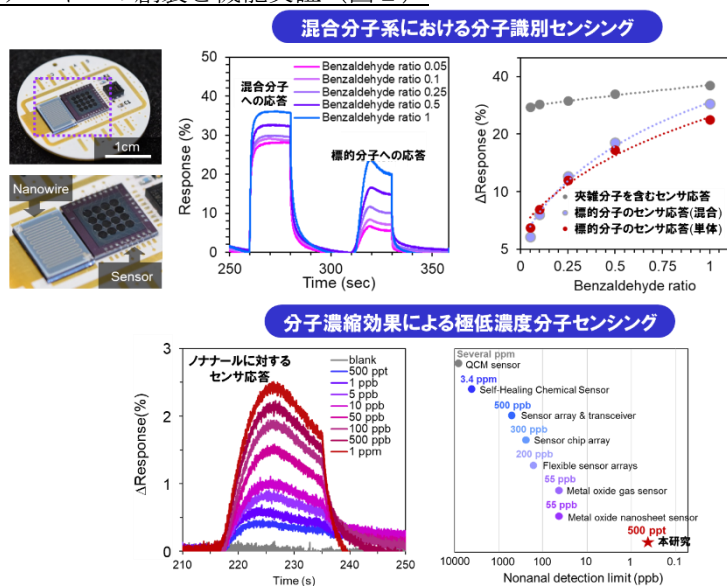 混合分子系における分子識別センシング
1cm
Nanowire
Sensor
50
40
30
20
10
0
Response (%)
混合分子
への応答
Benzaldehyde ratio 0.05
Benzaldehyde ratio 0.1
Benzaldehyde ratio 0.25
Benzaldehyde ratio 0.5
Benzaldehyde ratio 1
標的分子への応答
250
300
350
Time (sec)
40
20
10
5
ΔResponse (%)
夾雑分子を含むセンサ応答
標的分子のセンサ応答(混合)
標的分子のセンサ応答(単体)
0
0.25
0.5
0.75
1
Benzaldehyde ratio
分子濃縮効果による極低濃度分子センシング
3
2
1
0
ΔResponse(%)
ノナナールに対する
センサ応答
blank
500 ppt
1 ppb
5 ppb
10 ppb
50 ppb
100 ppb
500 ppb
1 ppm
210
220
230
240
250
Time (s)
Several ppm
QCM sensor
3.4 ppm
Self-Healing Chemical Sensor
500 ppb
Sensor array & transceiver
300 ppb
Sensor chip array
200 ppb
Flexible sensor arrays
55 ppb
Metal oxide gas sensor
55 ppb
Metal oxide nanosheet sensor
500 ppt
本研究
10000
1000
100
10
1
0.1
Nonanal detection limit (ppb)